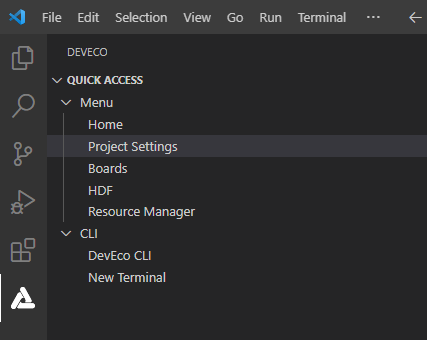 File Edit Selection View Go Run Terminal ...
DEVECO
QUICK ACCESS
Menu
Home
Project Settings
Boards
HDF
Resource Manager
CLI
DevEco CLI
New Terminal